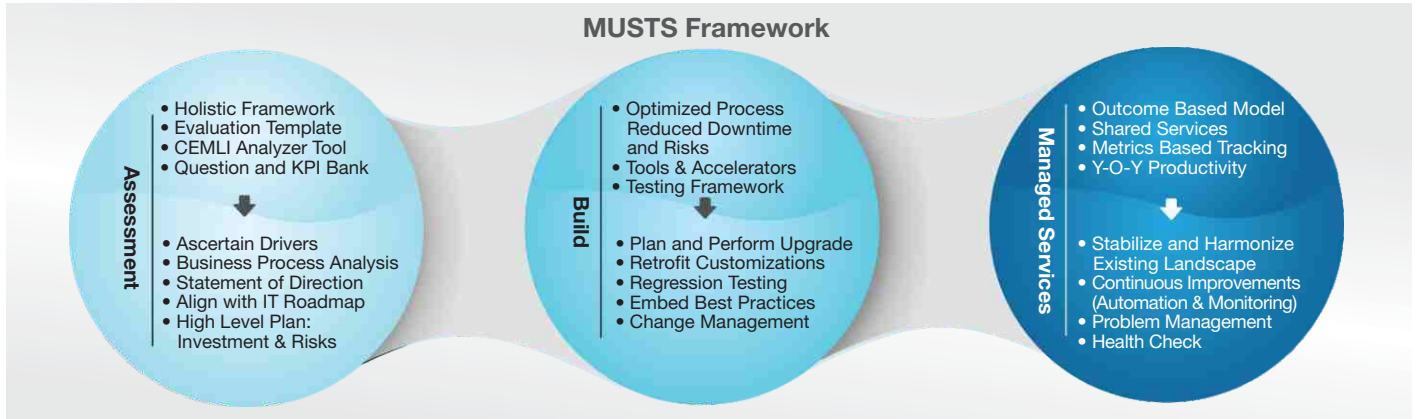 MUSTS Framework
Assessment
• Holistic Framework
• Evaluation Template
• CEMLI Analyzer Tool
• Question and KPI Bank
• Ascertain Drivers
• Business Process Analysis
• Statement of Direction
• Align with IT Roadmap
• High Level Plan:
Investment & Risks
Build
• Optimized Process
Reduced Downtime
and Risks
• Tools & Accelerators
• Testing Framework
• Plan and Perform Upgrade
• Retrofit Customizations
• Regression Testing
• Embed Best Practices
• Change Management
Managed Services
• Outcome Based Model
• Shared Services
• Metrics Based Tracking
• Y-O-Y Productivity
• Stabilize and Harmonize
Existing Landscape
• Continuous Improvements
(Automation & Monitoring)
• Problem Management
• Health Check